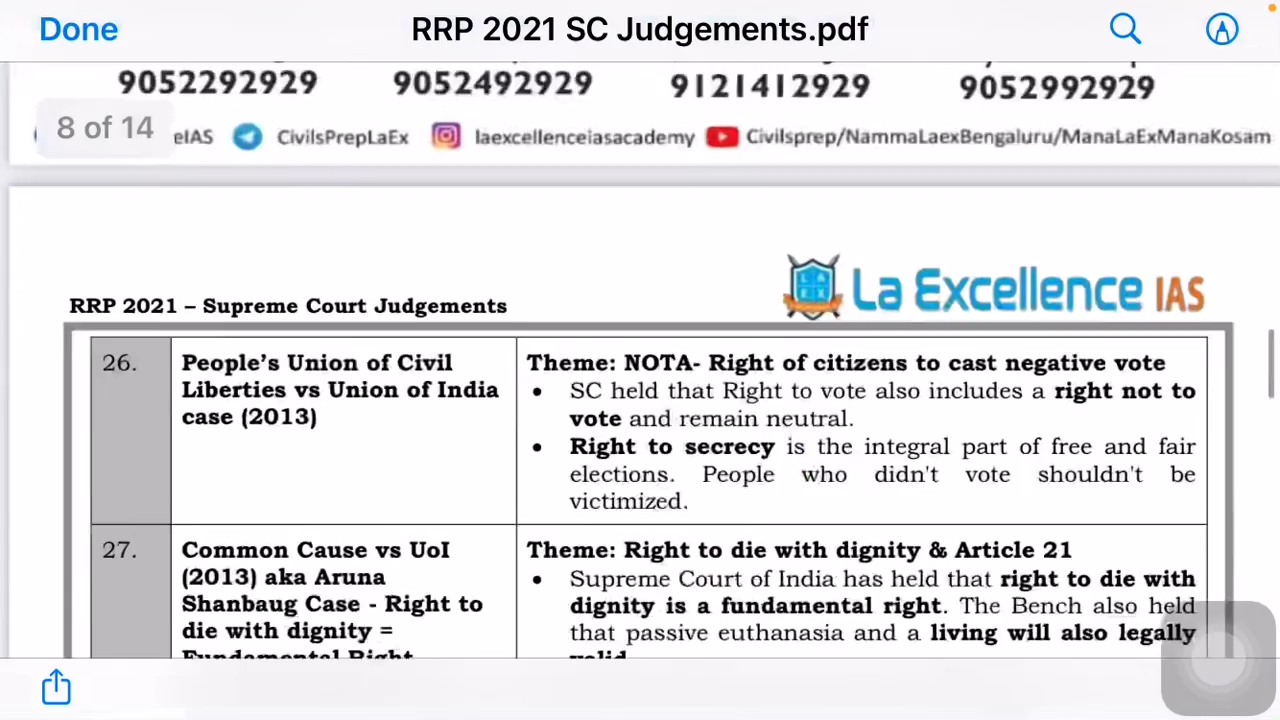 Done
RRP 2021 SC Judgements.pdf
9052292929 9052492929 9121412929 9052992929
8 of 14
eIAS CivilsPrepLaEx laexcellenceiasacademy Civilsprep/NammaLaexBengaluru/ManaLaExManaKosam
La Excellence IAS
RRP 2021 – Supreme Court Judgements
26.
People's Union of Civil
Liberties vs Union of India
case (2013)
Theme: NOTA- Right of citizens to cast negative vote
• SC held that Right to vote also includes a right not to
vote and remain neutral.
• Right to secrecy is the integral part of free and fair
elections. People who didn't vote shouldn't be
victimized.
27.
Common Cause vs UoI
(2013) aka Aruna
Shanbaug Case - Right to
die with dignity =
Fundamental Right
Theme: Right to die with dignity & Article 21
• Supreme Court of India has held that right to die with
dignity is a fundamental right. The Bench also held
that passive euthanasia and a living will also legally
valid